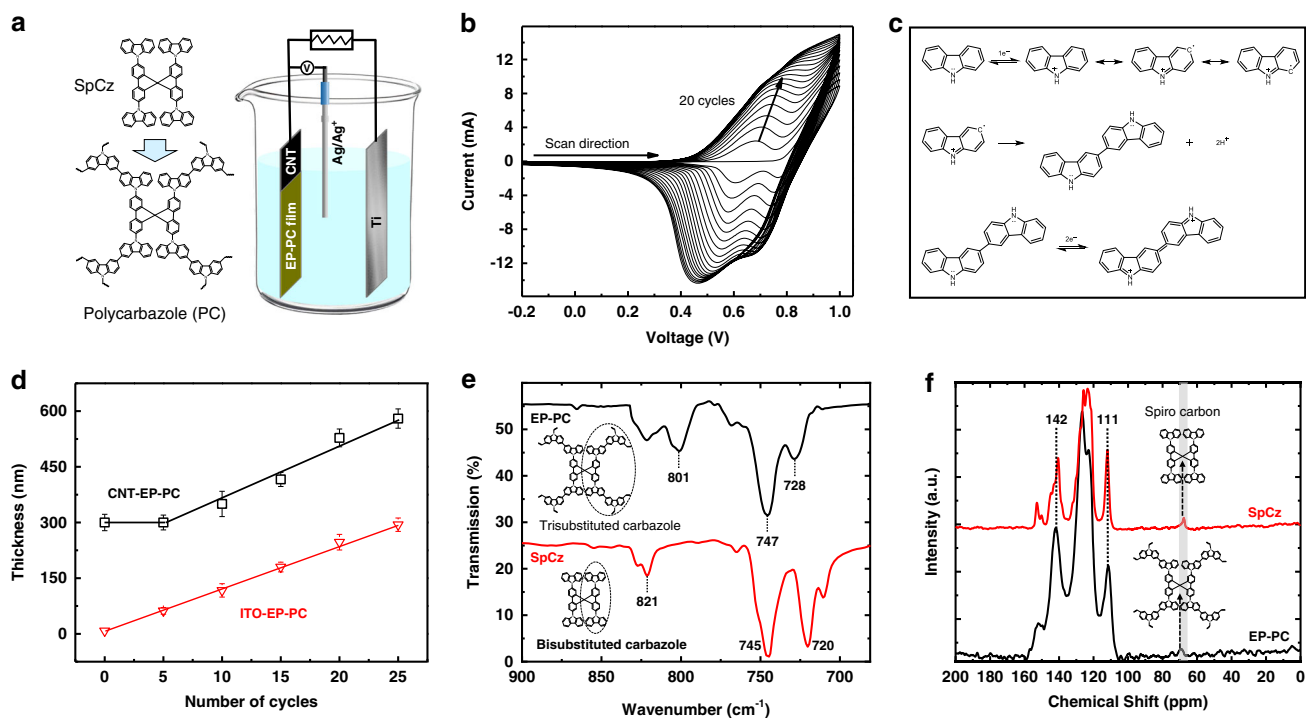 a
SpCz
Polycarbazole (PC)
V
CNT
EP-PC film
Ag/Ag⁺
Ti
b
Current (mA)
12
6
0
−6
−12
20 cycles
Scan direction
-0.2 0.0 0.2 0.4 0.6 0.8 1.0
Voltage (V)
c
1e⁻
2H⁺
2e⁻
d
Thickness (nm)
600
450
300
150
0
CNT-EP-PC
ITO-EP-PC
0 5 10 15 20 25
Number of cycles
e
Transmission (%)
60
50
40
30
20
10
0
EP-PC
801
728
Trisubstituted carbazole
747
SpCz
821
745
720
Bisubstituted carbazole
900 850 800 750 700
Wavenumber (cm⁻¹)
f
Intensity (a.u.)
142
111
Spiro carbon
SpCz
EP-PC
200 180 160 140 120 100 80 60 40 20 0
Chemical Shift (ppm)